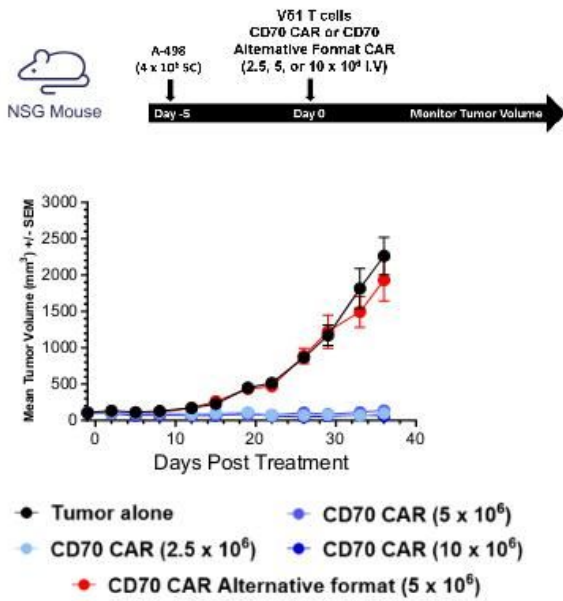 Vδ1 T cells
CD70 CAR or CD70
Alternative Format CAR
(2.5, 5, or 10 x 10⁶ I.V)
A-498
(4 x 10⁶ SC)
NSG Mouse
Day -5
Day 0
Monitor Tumor Volume
Mean Tumor Volume (mm³) +/- SEM
3000
2500
2000
1500
1000
500
0
0 10 20 30 40
Days Post Treatment
Tumor alone
CD70 CAR (5 x 10⁶)
CD70 CAR (2.5 x 10⁶)
CD70 CAR (10 x 10⁶)
CD70 CAR Alternative format (5 x 10⁶)